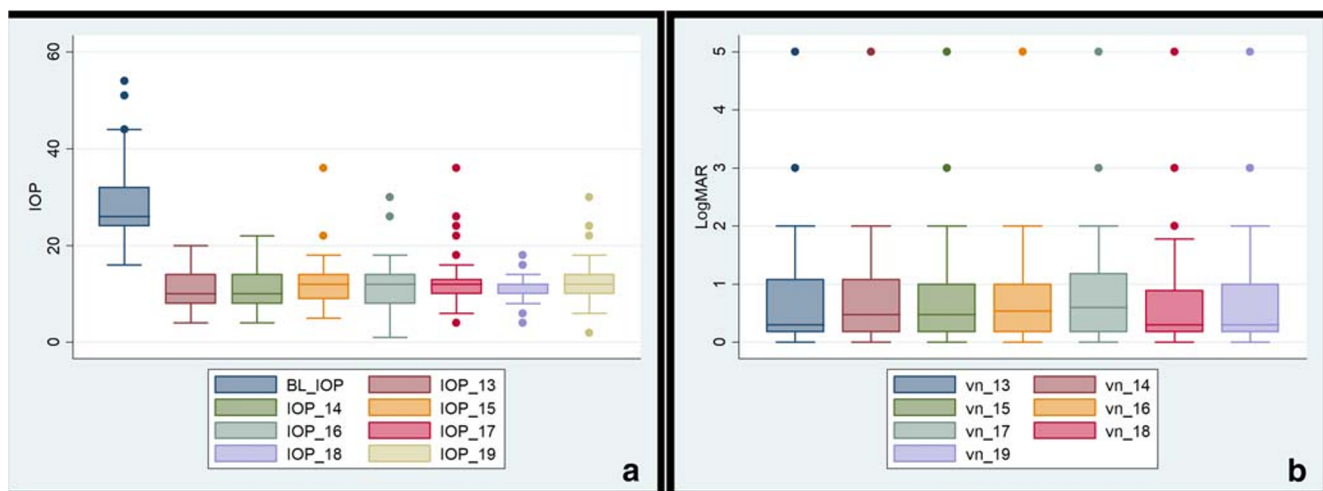 60
40
20
0
IOP
BL_IOP IOP_13
IOP_14 IOP_15
IOP_16 IOP_17
IOP_18 IOP_19
a
5
4
3
2
1
0
LogMAR
vn_13 vn_14
vn_15 vn_16
vn_17 vn_18
vn_19
b